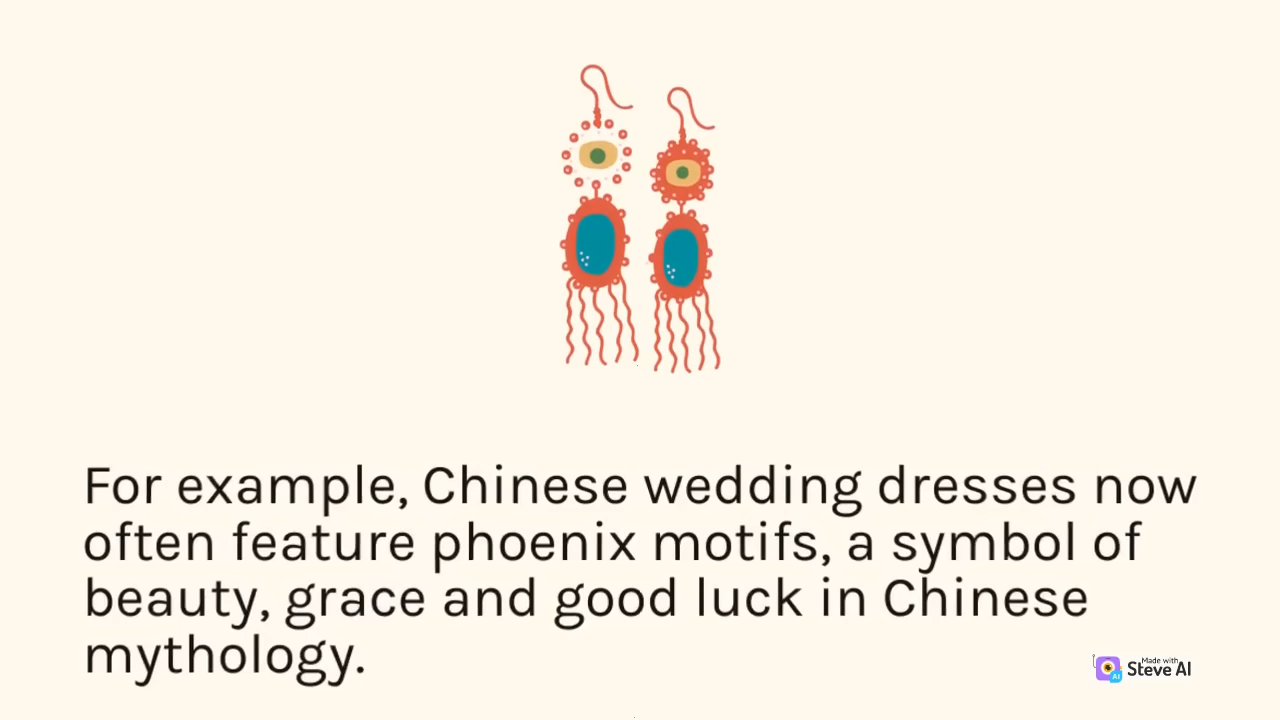 For example, Chinese wedding dresses now
often feature phoenix motifs, a symbol of
beauty, grace and good luck in Chinese
mythology.
Made with
Steve AI
AI